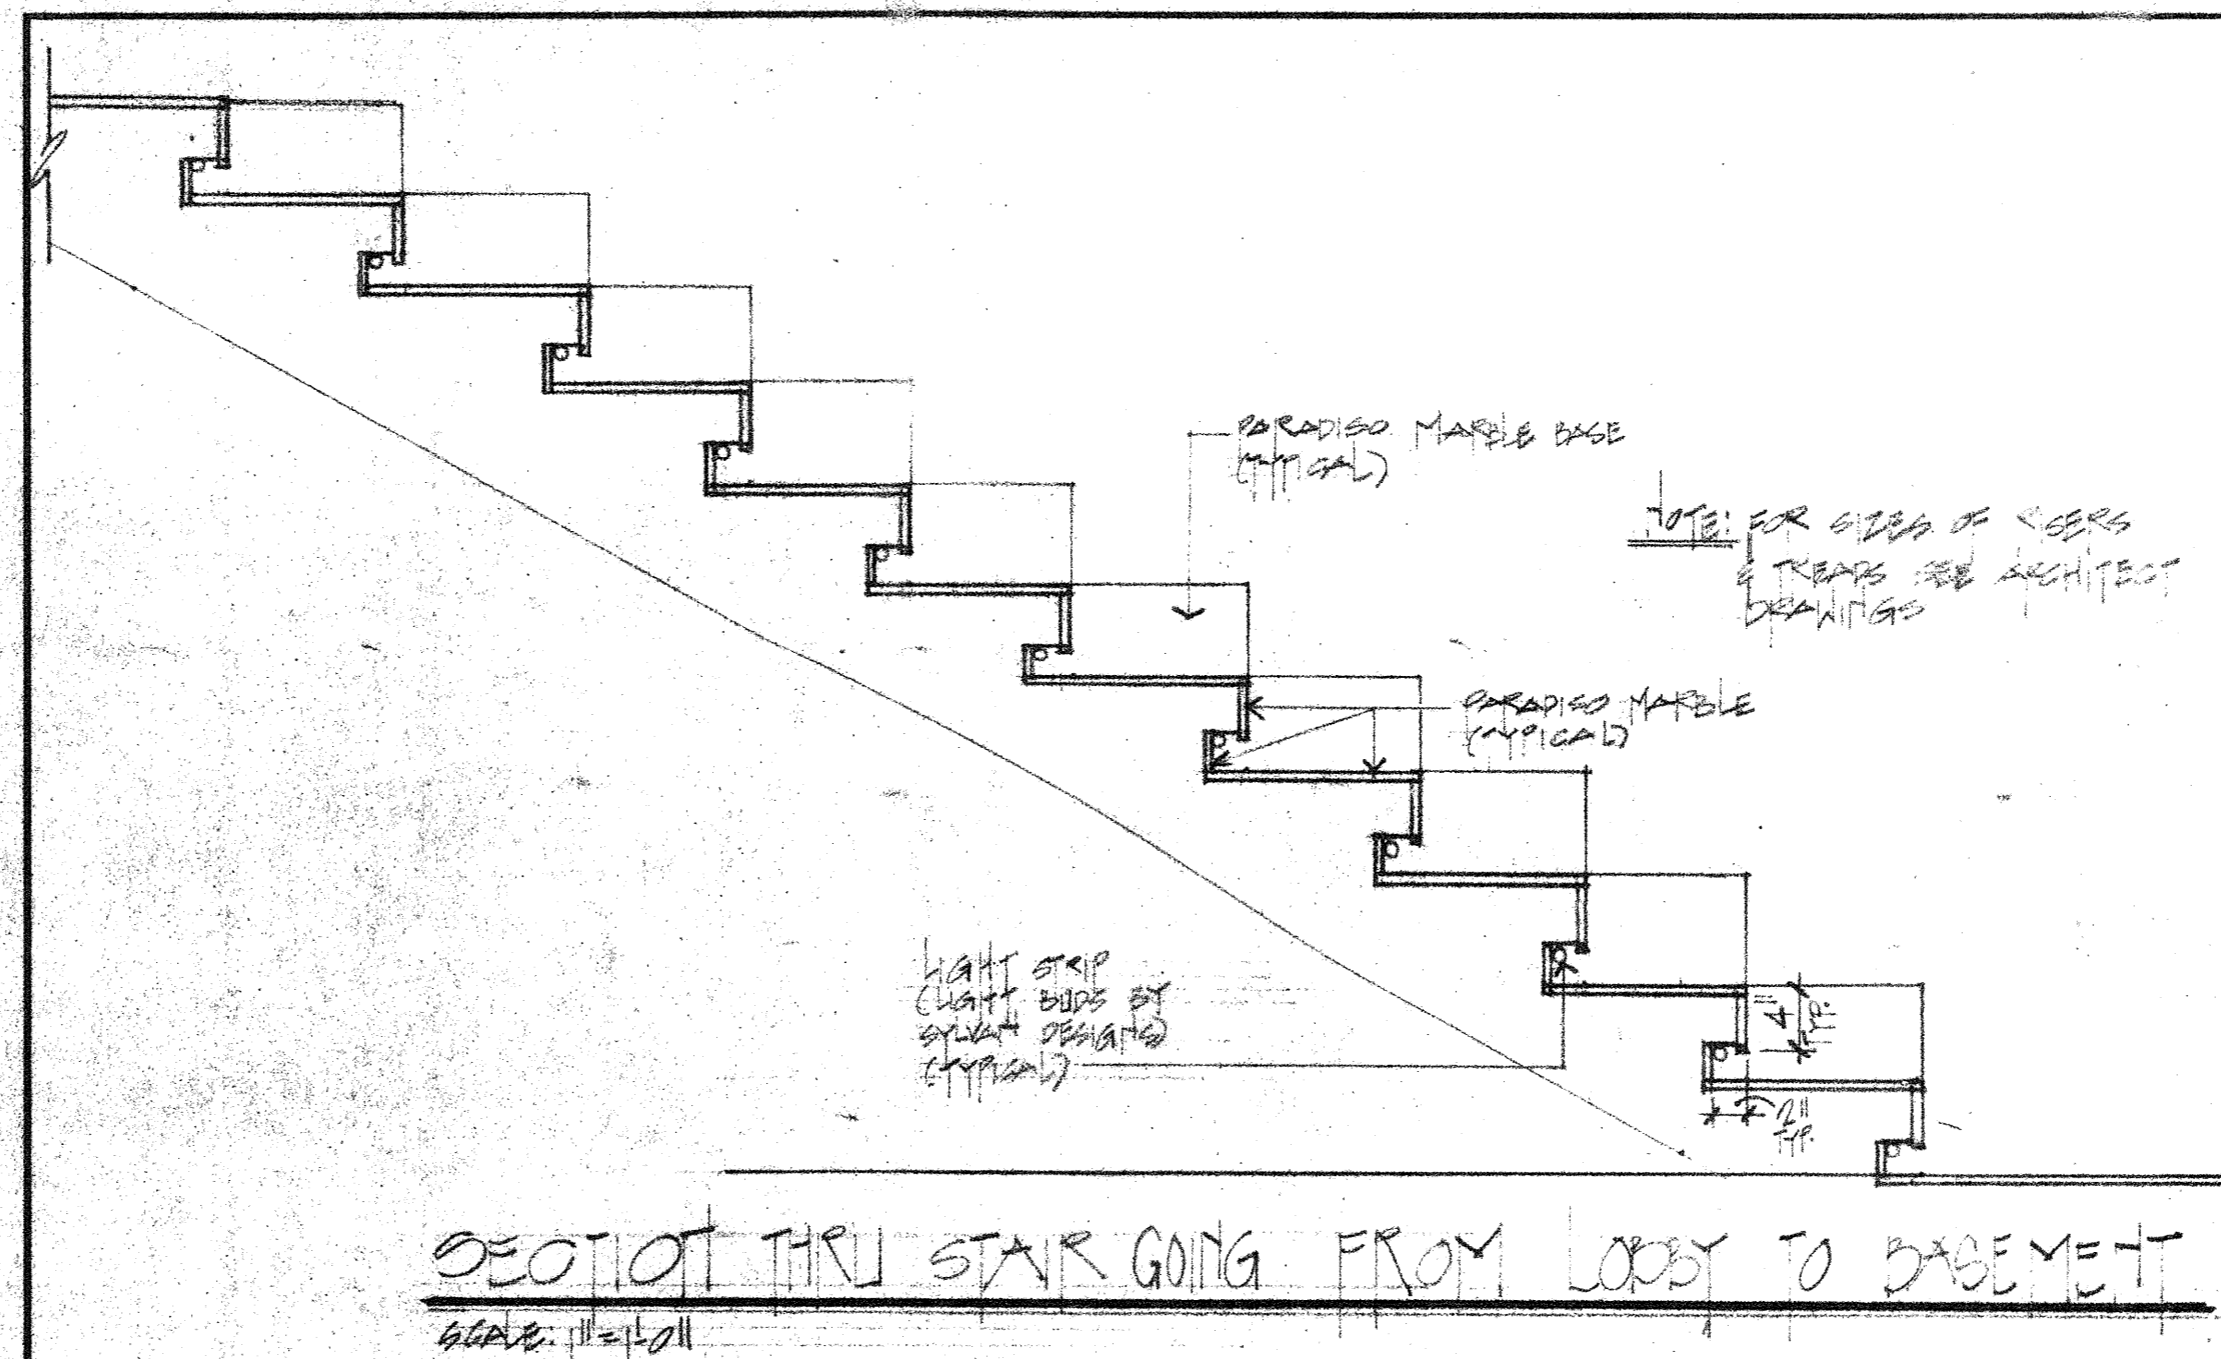 PARADISO MARBLE BASE
(TYPICAL)
NOTE: FOR SIZES OF RISERS
& TREADS SEE ARCHITECT
DRAWINGS
PARADISO MARBLE
(TYPICAL)
LIGHT STRIP
(LIGHT BUDS BY
SYLVAN DESIGNS)
(TYPICAL)
4"
TYP.
2"
TYP.
SECTION THRU STAIR GOING FROM LOBBY TO BASEMENT
SCALE: 1"=1'-0"